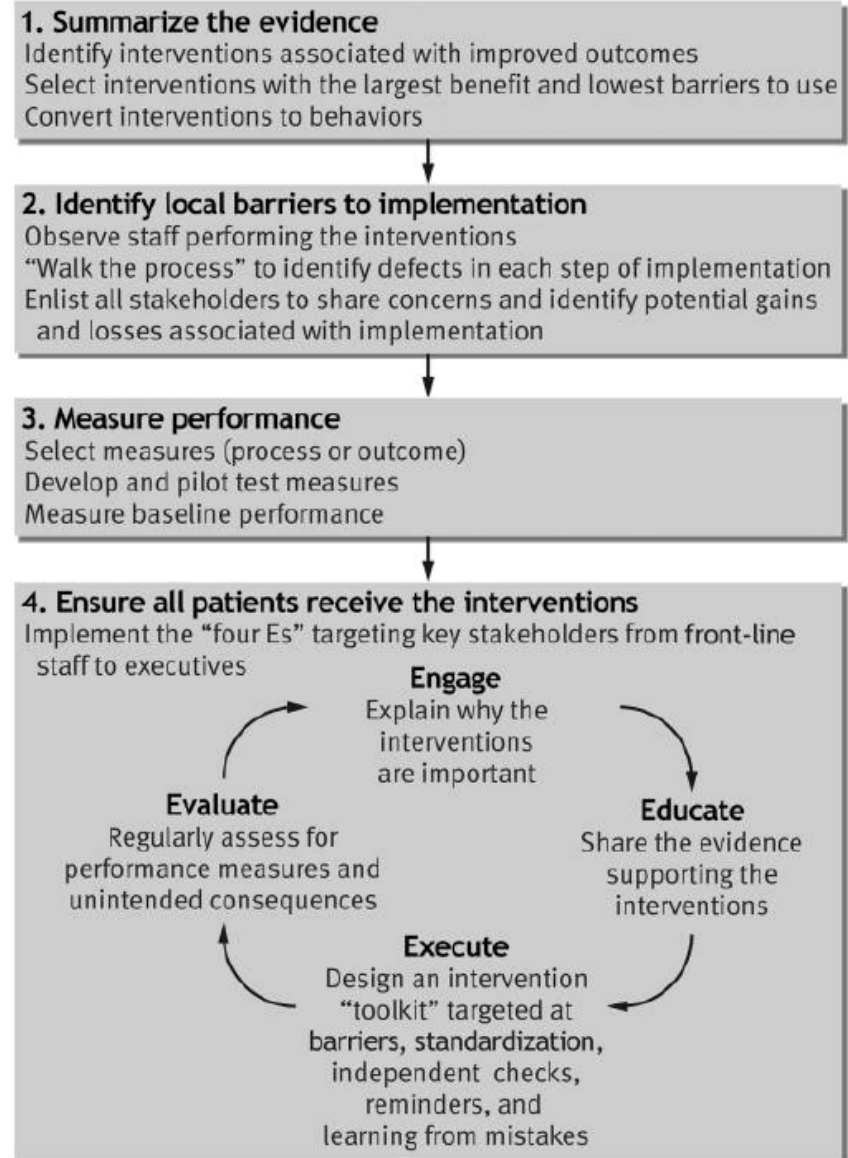 1. Summarize the evidence
Identify interventions associated with improved outcomes
Select interventions with the largest benefit and lowest barriers to use
Convert interventions to behaviors
2. Identify local barriers to implementation
Observe staff performing the interventions
“Walk the process” to identify defects in each step of implementation
Enlist all stakeholders to share concerns and identify potential gains
and losses associated with implementation
3. Measure performance
Select measures (process or outcome)
Develop and pilot test measures
Measure baseline performance
4. Ensure all patients receive the interventions
Implement the “four Es” targeting key stakeholders from front-line
staff to executives
Engage
Explain why the
interventions
are important
Educate
Share the evidence
supporting the
interventions
Execute
Design an intervention
“toolkit” targeted at
barriers, standardization,
independent checks,
reminders, and
learning from mistakes
Evaluate
Regularly assess for
performance measures and
unintended consequences